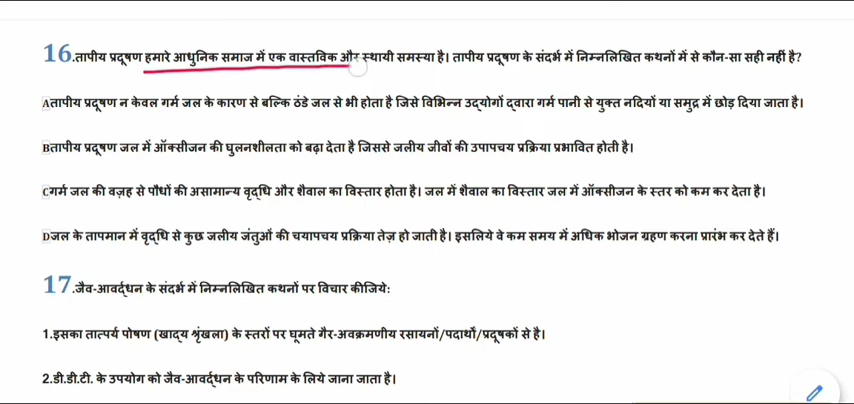 16.तापीय प्रदूषण हमारे आधुनिक समाज में एक वास्तविक और स्थायी समस्या है। तापीय प्रदूषण के संदर्भ में निम्नलिखित कथनों में से कौन-सा सही नहीं है?
Aतापीय प्रदूषण न केवल गर्म जल के कारण से बल्कि ठंडे जल से भी होता है जिसे विभिन्न उद्योगों द्वारा गर्म पानी से युक्त नदियों या समुद्र में छोड़ दिया जाता है।
Bतापीय प्रदूषण जल में ऑक्सीजन की घुलनशीलता को बढ़ा देता है जिससे जलीय जीवों की उपापचय प्रक्रिया प्रभावित होती है।
Cगर्म जल की वज़ह से पौधों की असामान्य वृद्धि और शैवाल का विस्तार होता है। जल में शैवाल का विस्तार जल में ऑक्सीजन के स्तर को कम कर देता है।
Dजल के तापमान में वृद्धि से कुछ जलीय जंतुओं की चयापचय प्रक्रिया तेज़ हो जाती है। इसलिये वे कम समय में अधिक भोजन ग्रहण करना प्रारंभ कर देते हैं।
17.जैव-आवर्द्धन के संदर्भ में निम्नलिखित कथनों पर विचार कीजिये:
1.इसका तात्पर्य पोषण (खाद्य श्रृंखला) के स्तरों पर घूमते गैर-अवक्रमणीय रसायनों/पदार्थों/प्रदूषकों से है।
2.डी.डी.टी. के उपयोग को जैव-आवर्द्धन के परिणाम के लिये जाना जाता है।